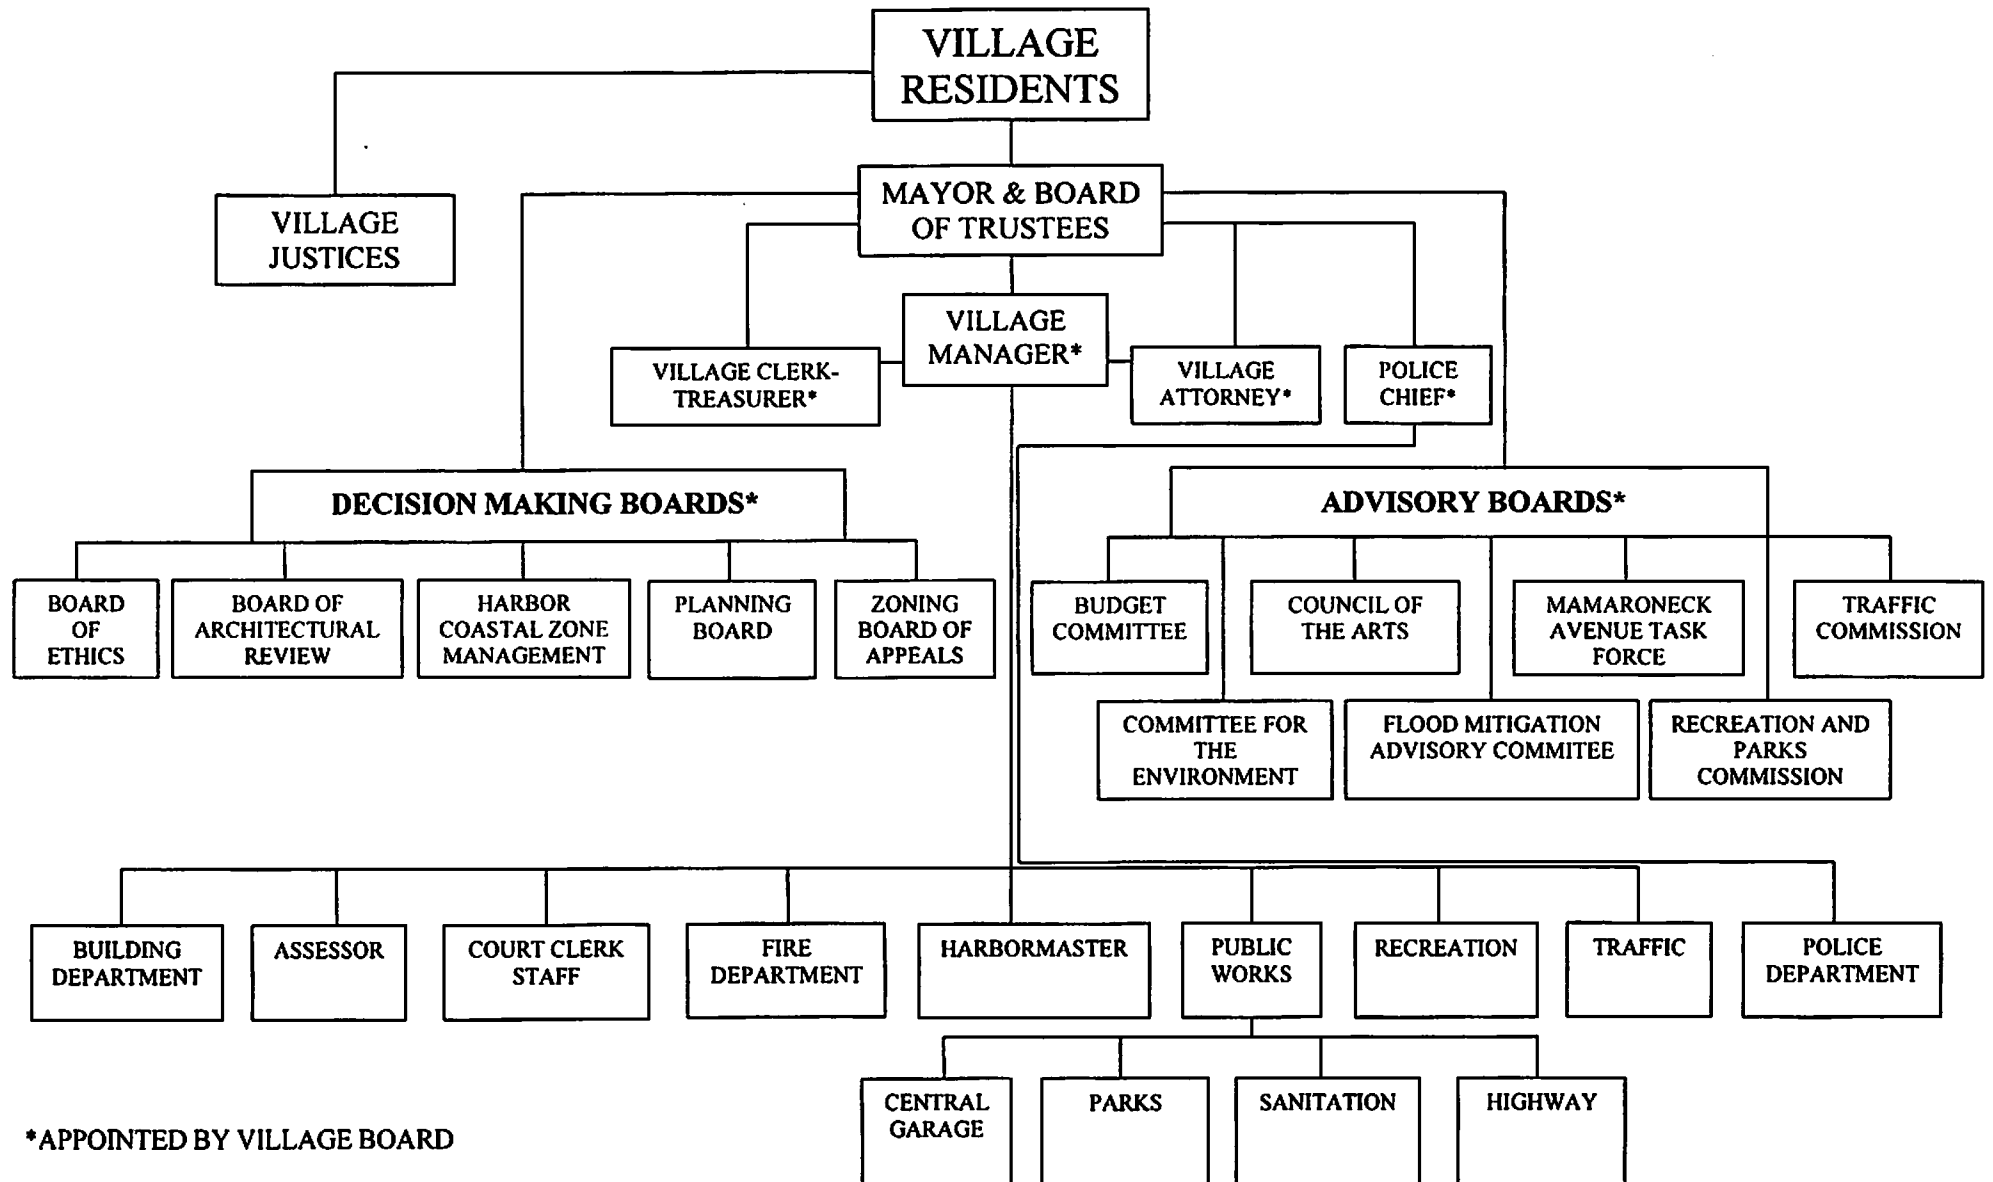 VILLAGE
RESIDENTS
VILLAGE
JUSTICES
MAYOR & BOARD
OF TRUSTEES
VILLAGE
MANAGER*
VILLAGE CLERK-
TREASURER*
VILLAGE
ATTORNEY*
POLICE
CHIEF*
DECISION MAKING BOARDS*
ADVISORY BOARDS*
BOARD
OF
ETHICS
BOARD OF
ARCHITECTURAL
REVIEW
HARBOR
COASTAL ZONE
MANAGEMENT
PLANNING
BOARD
ZONING
BOARD OF
APPEALS
BUDGET
COMMITTEE
COUNCIL OF
THE ARTS
MAMARONECK
AVENUE TASK
FORCE
TRAFFIC
COMMISSION
COMMITTEE FOR
THE
ENVIRONMENT
FLOOD MITIGATION
ADVISORY COMMITEE
RECREATION AND
PARKS
COMMISSION
BUILDING
DEPARTMENT
ASSESSOR
COURT CLERK
STAFF
FIRE
DEPARTMENT
HARBORMASTER
PUBLIC
WORKS
RECREATION
TRAFFIC
POLICE
DEPARTMENT
CENTRAL
GARAGE
PARKS
SANITATION
HIGHWAY
*APPOINTED BY VILLAGE BOARD